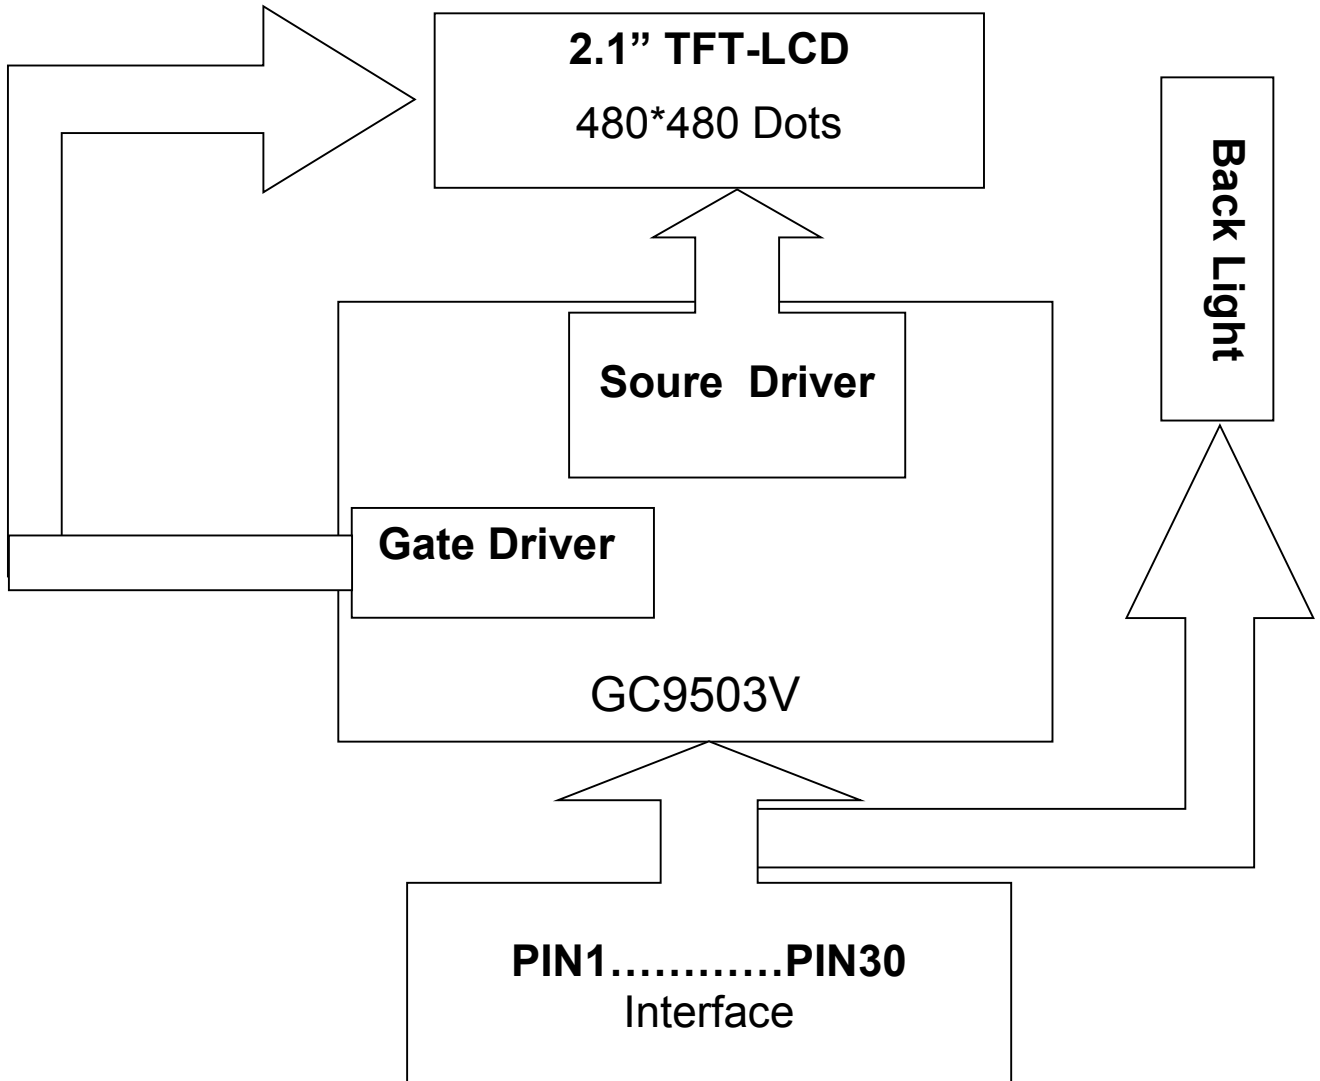 2.1” TFT-LCD
480*480 Dots
Back Light
Soure Driver
Gate Driver
GC9503V
PIN1…………PIN30
Interface